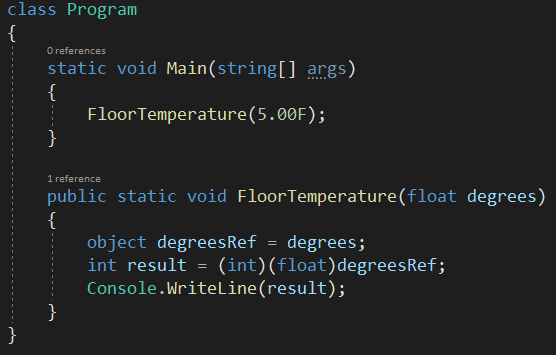 class Program
{
0 references
static void Main(string[] args)
{
FloorTemperature(5.00F);
}
1 reference
public static void FloorTemperature(float degrees)
{
object degreesRef = degrees;
int result = (int)(float)degreesRef;
Console.WriteLine(result);
}
}